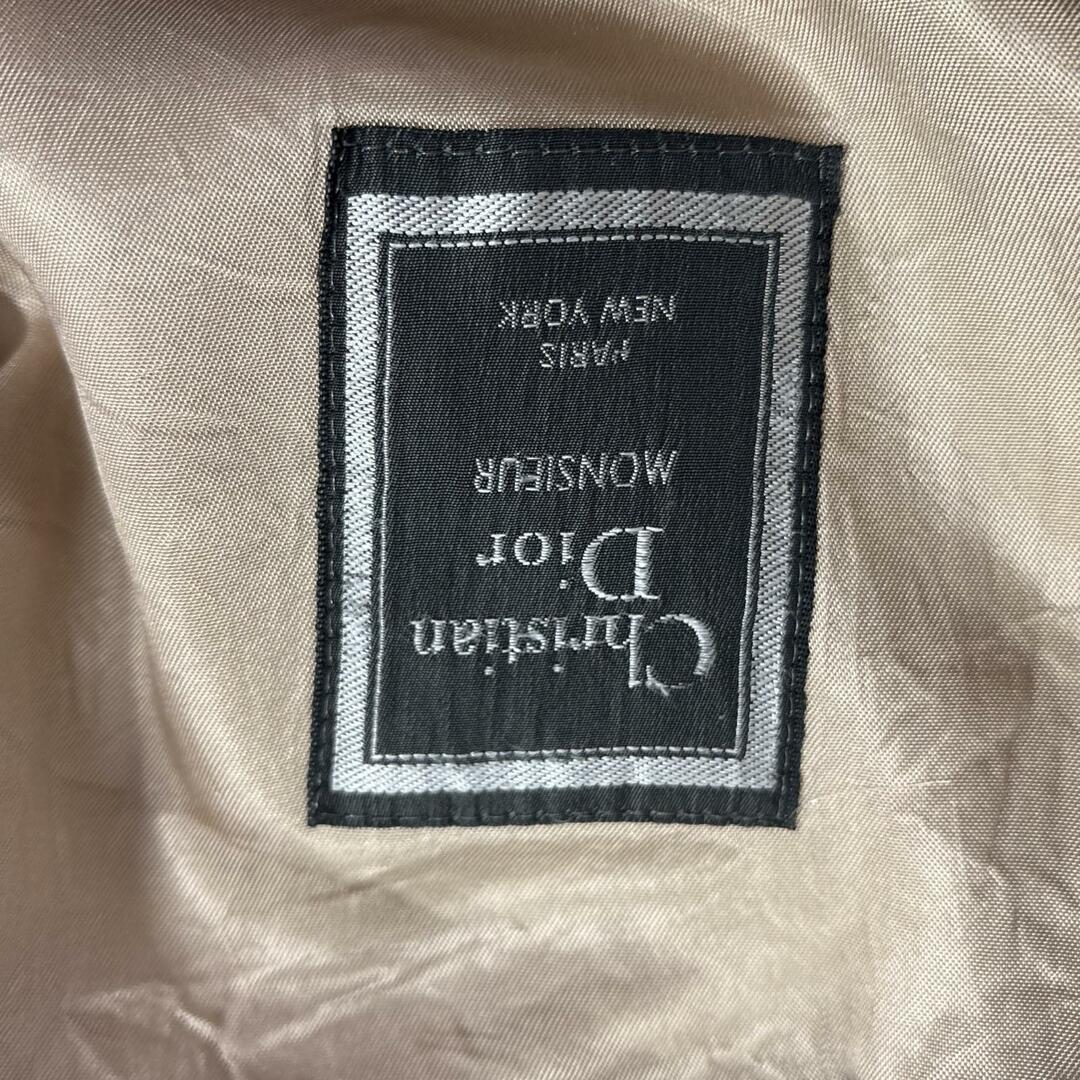 Christian
Dior
MONSIEUR
PARIS
NEW YORK